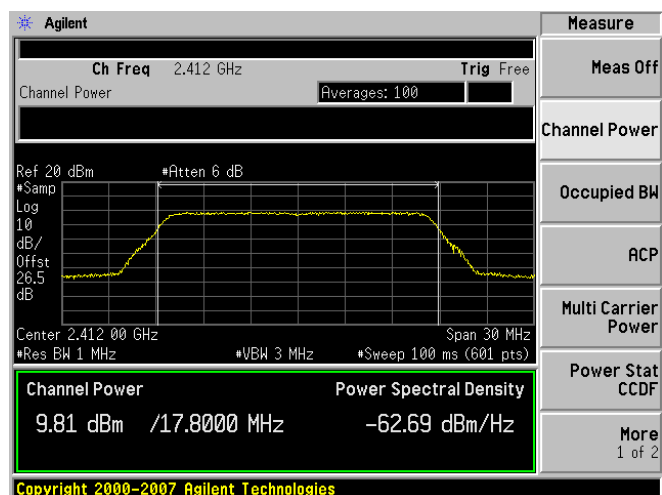 Agilent
Measure
Ch Freq 2.412 GHz Trig Free
Channel Power Averages: 100
Ref 20 dBm #Atten 6 dB
#Samp
Log
10
dB/
Offst
26.5
dB
Center 2.412 00 GHz Span 30 MHz
#Res BW 1 MHz #VBW 3 MHz #Sweep 100 ms (601 pts)
Channel Power Power Spectral Density
9.81 dBm /17.8000 MHz -62.69 dBm/Hz
Copyright 2000-2007 Agilent Technologies
Meas Off
Channel Power
Occupied BW
ACP
Multi Carrier
Power
Power Stat
CCDF
More
1 of 2